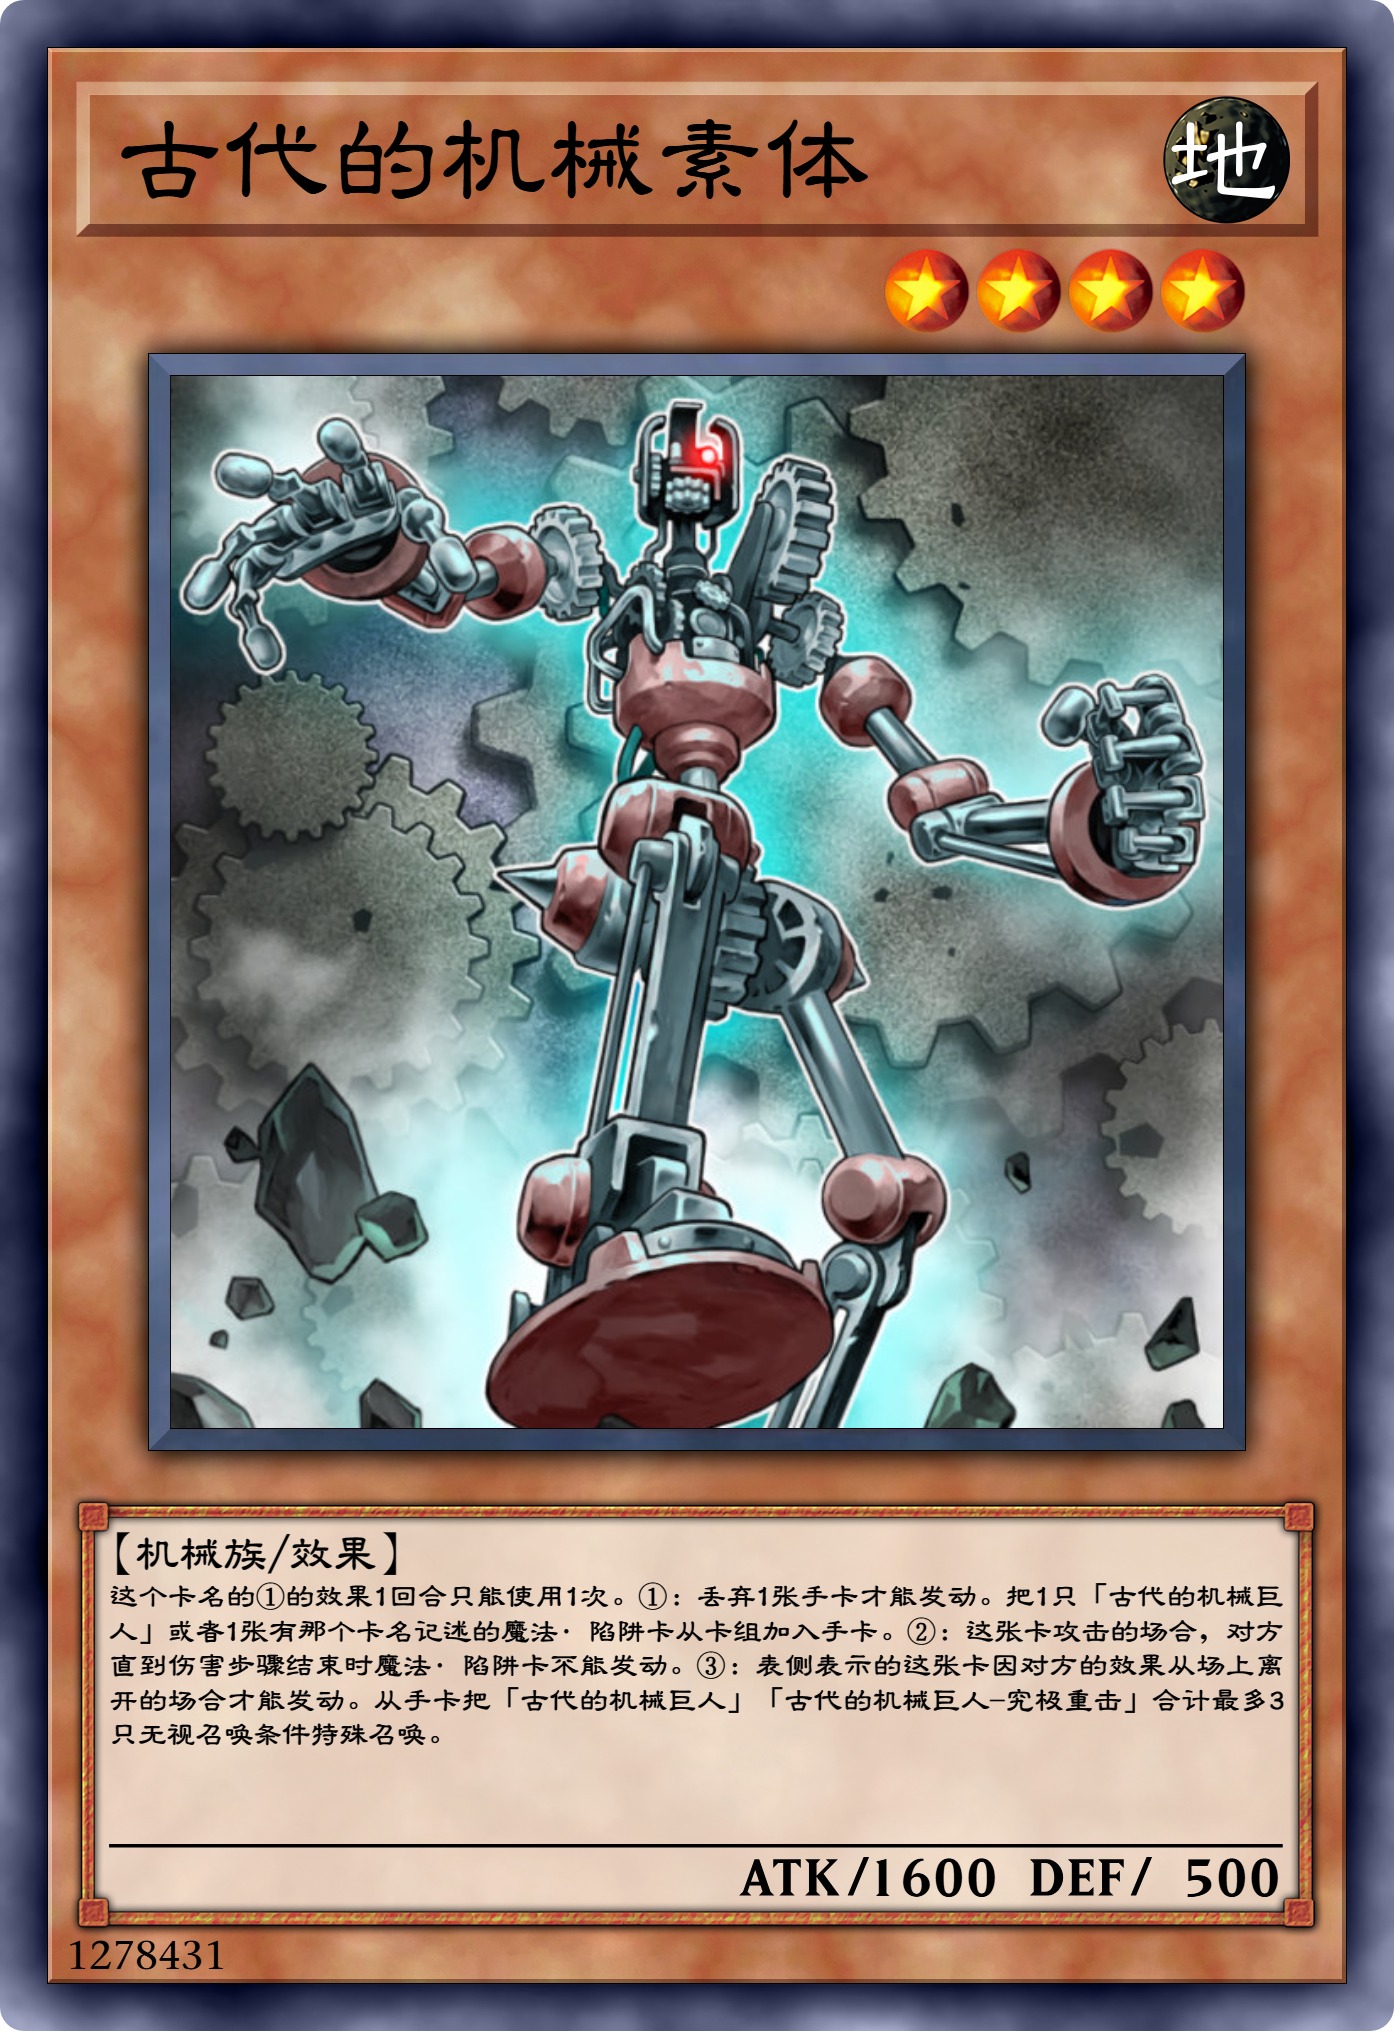 古代的机械素体
地
【机械族/效果】
这个卡名的①的效果1回合只能使用1次。①：丢弃1张手卡才能发动。把1只「古代的机械巨
人」或者1张有那个卡名记述的魔法·陷阱卡从卡组加入手卡。②：这张卡攻击的场合，对方
直到伤害步骤结束时魔法·陷阱卡不能发动。③：表侧表示的这张卡因对方的效果从场上离
开的场合才能发动。从手卡把「古代的机械巨人」「古代的机械巨人-究极重击」合计最多3
只无视召唤条件特殊召唤。
ATK/1600 DEF/ 500
1278431